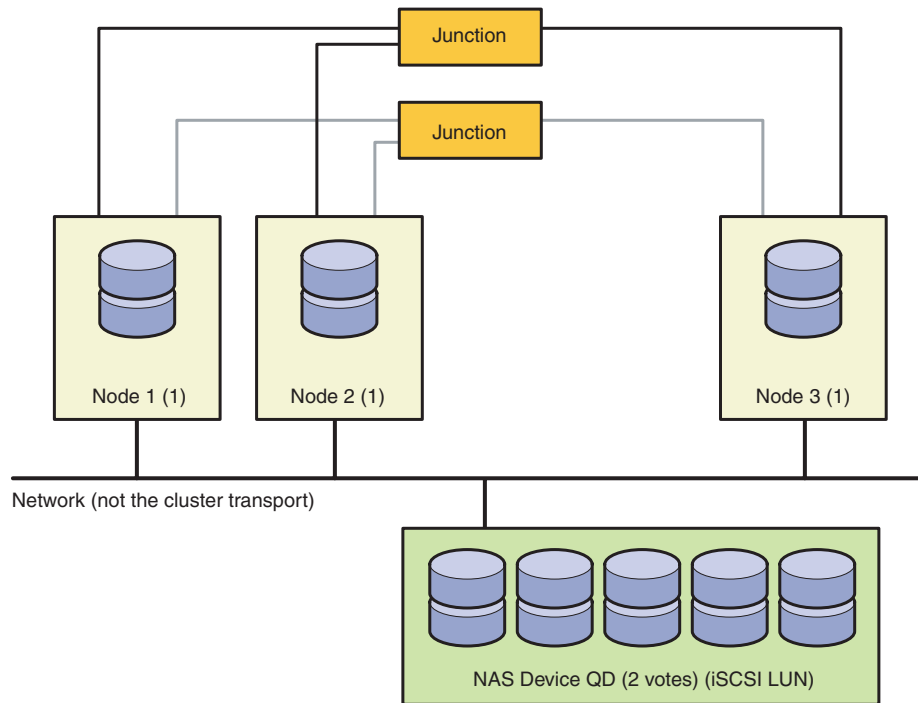 Junction
Junction
Node 1 (1)
Node 2 (1)
Node 3 (1)
Network (not the cluster transport)
NAS Device QD (2 votes) (iSCSI LUN)